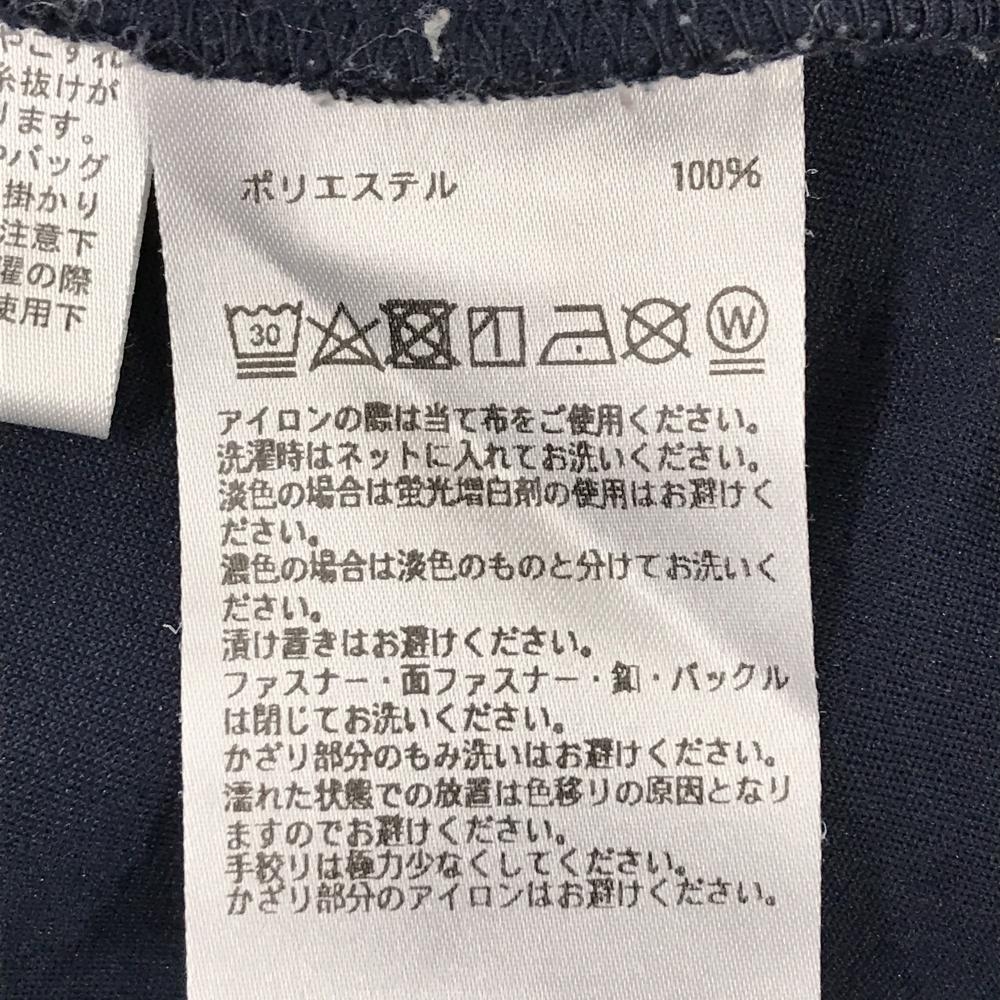 糸抜けが
ります。
バッグ
掛かり
注意下
濯の際
使用下
ポリエステル 100%
30
W
アイロンの際は当て布をご使用ください。
洗濯時はネットに入れてお洗いください。
淡色の場合は蛍光増白剤の使用はお避けく
ださい。
濃色の場合は淡色のものと分けてお洗いく
ださい。
漬け置きはお避けください。
ファスナー・面ファスナー・釦・バックル
は閉じてお洗いください。
かざり部分のもみ洗いはお避けください。
濡れた状態での放置は色移りの原因となり
ますのでお避けください。
手絞りは極力少なくしてください。
かざり部分のアイロンはお避けください。